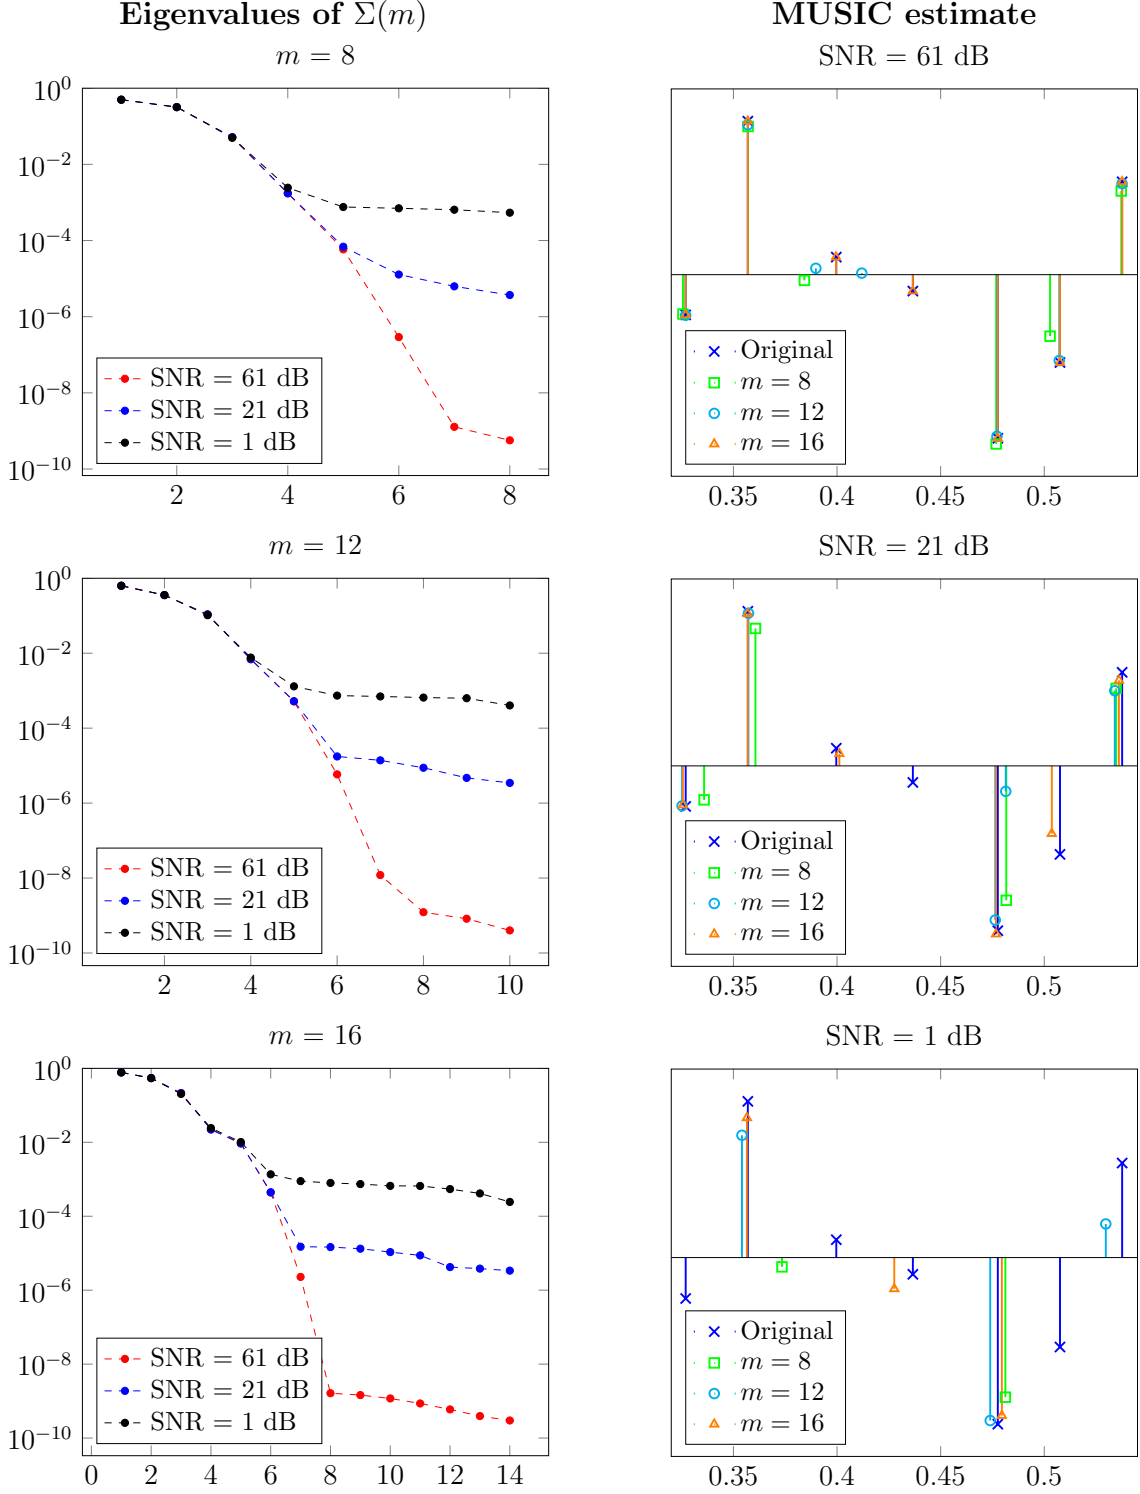 Eigenvalues of Σ(m)
MUSIC estimate
m = 8
SNR = 61 dB
10^0
10^−2
10^−4
10^−6
10^−8
10^−10
2 4 6 8
SNR = 61 dB
SNR = 21 dB
SNR = 1 dB
0.35 0.4 0.45 0.5
Original
m = 8
m = 12
m = 16
m = 12
SNR = 21 dB
10^0
10^−2
10^−4
10^−6
10^−8
10^−10
2 4 6 8 10
SNR = 61 dB
SNR = 21 dB
SNR = 1 dB
0.35 0.4 0.45 0.5
Original
m = 8
m = 12
m = 16
m = 16
SNR = 1 dB
10^0
10^−2
10^−4
10^−6
10^−8
10^−10
0 2 4 6 8 10 12 14
SNR = 61 dB
SNR = 21 dB
SNR = 1 dB
0.35 0.4 0.45 0.5
Original
m = 8
m = 12
m = 16